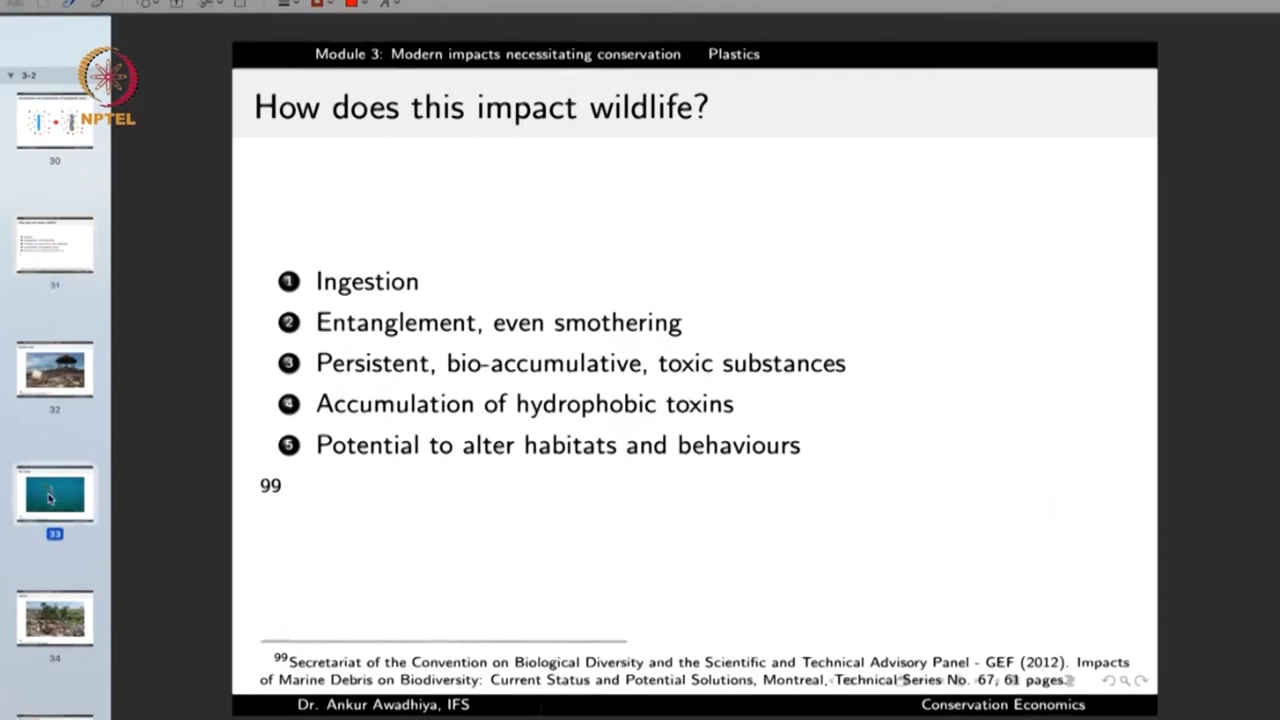 Module 3: Modern impacts necessitating conservation Plastics
3-2
NPTEL
How does this impact wildlife?
30
1 Ingestion
2 Entanglement, even smothering
3 Persistent, bio-accumulative, toxic substances
4 Accumulation of hydrophobic toxins
5 Potential to alter habitats and behaviours
99
31
32
33
34
99Secretariat of the Convention on Biological Diversity and the Scientific and Technical Advisory Panel - GEF (2012). Impacts
of Marine Debris on Biodiversity: Current Status and Potential Solutions, Montreal, Technical Series No. 67, 61 pages.
Dr. Ankur Awadhiya, IFS Conservation Economics